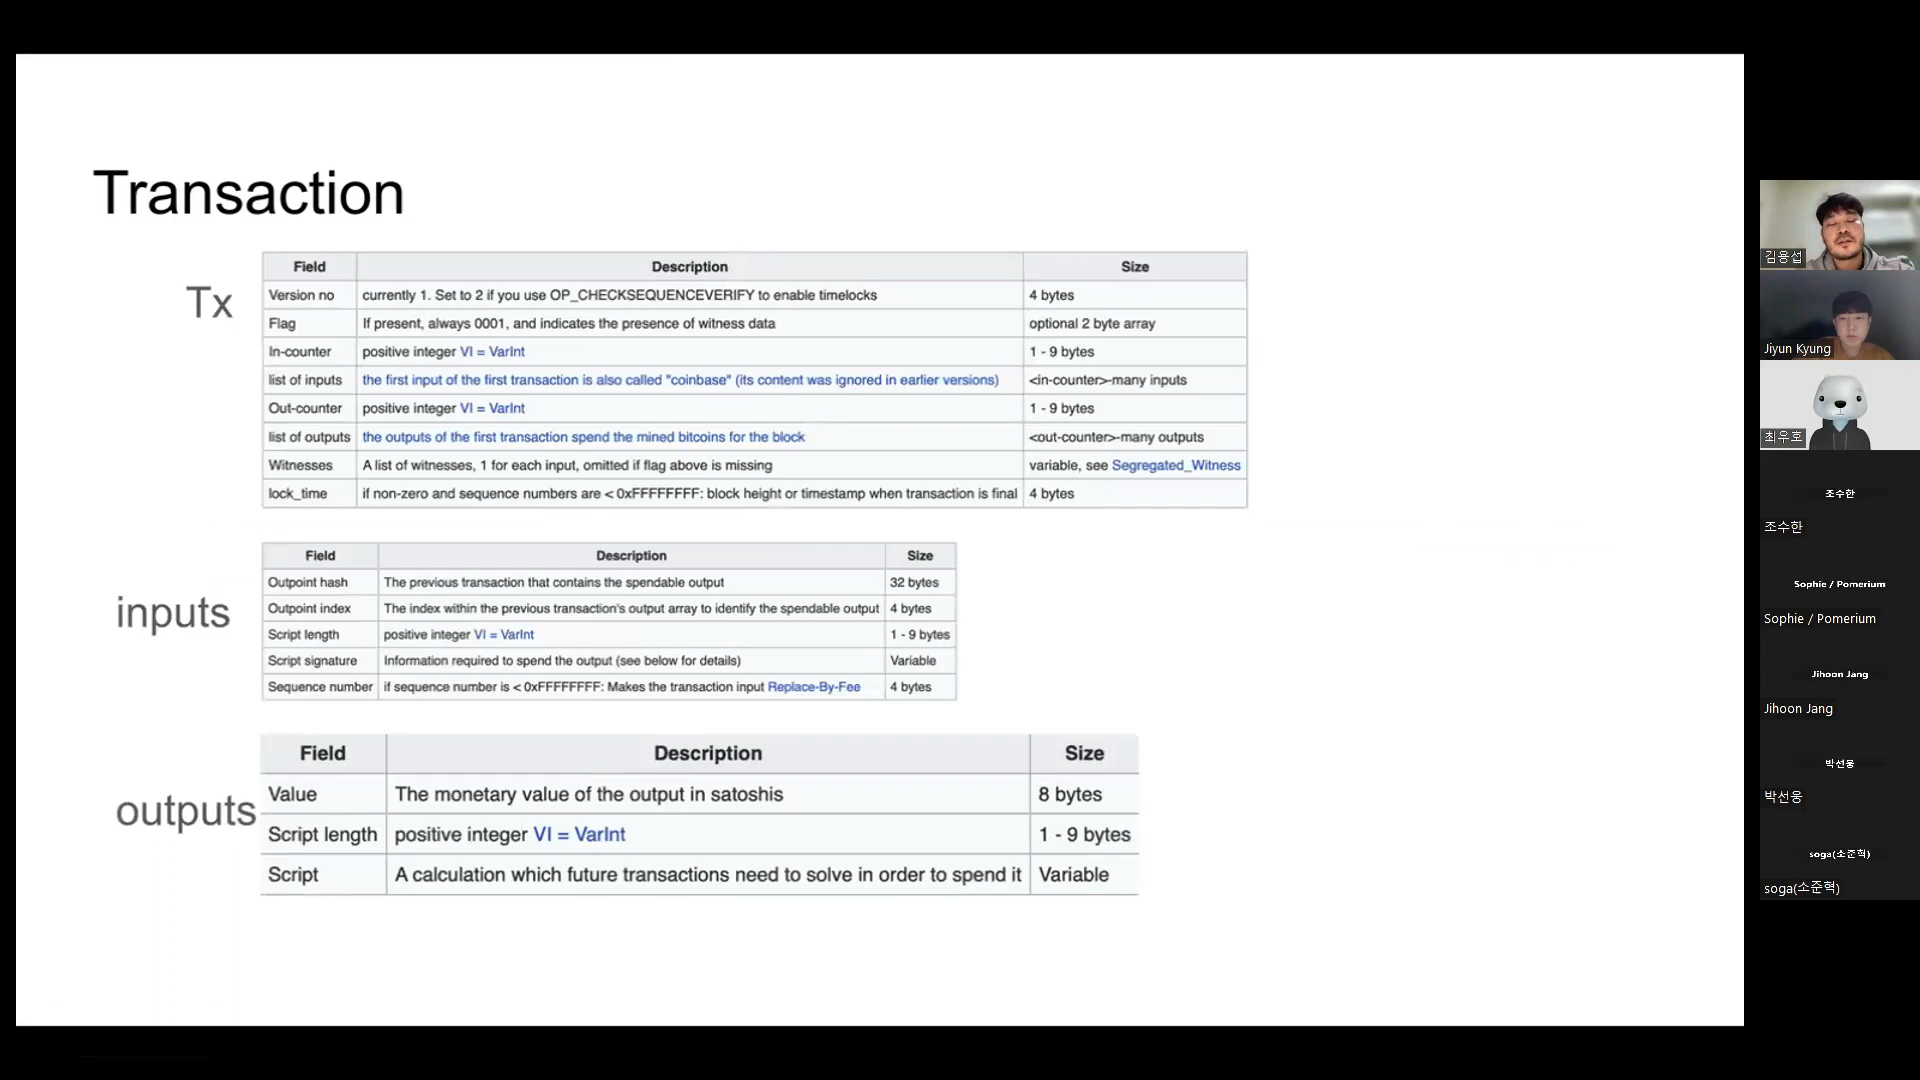 Transaction
Tx
Field Description Size
Version no currently 1. Set to 2 if you use OP_CHECKSEQUENCEVERIFY to enable timelocks 4 bytes
Flag If present, always 0001, and indicates the presence of witness data optional 2 byte array
In-counter positive integer VI = VarInt 1 - 9 bytes
list of inputs the first input of the first transaction is also called "coinbase" (its content was ignored in earlier versions) <in-counter>-many inputs
Out-counter positive integer VI = VarInt 1 - 9 bytes
list of outputs the outputs of the first transaction spend the mined bitcoins for the block <out-counter>-many outputs
Witnesses A list of witnesses, 1 for each input, omitted if flag above is missing variable, see Segregated_Witness
lock_time if non-zero and sequence numbers are < 0xFFFFFFFF: block height or timestamp when transaction is final 4 bytes
inputs
Field Description Size
Outpoint hash The previous transaction that contains the spendable output 32 bytes
Outpoint index The index within the previous transaction's output array to identify the spendable output 4 bytes
Script length positive integer VI = VarInt 1 - 9 bytes
Script signature Information required to spend the output (see below for details) Variable
Sequence number if sequence number is < 0xFFFFFFFF: Makes the transaction input Replace-By-Fee 4 bytes
outputs
Field Description Size
Value The monetary value of the output in satoshis 8 bytes
Script length positive integer VI = VarInt 1 - 9 bytes
Script A calculation which future transactions need to solve in order to spend it Variable
김용섭
Jiyun Kyung
최우호
조수한
조수한
Sophie / Pomerium
Sophie / Pomerium
Jihoon Jang
Jihoon Jang
박선웅
박선웅
soga(소준혁)
soga(소준혁)